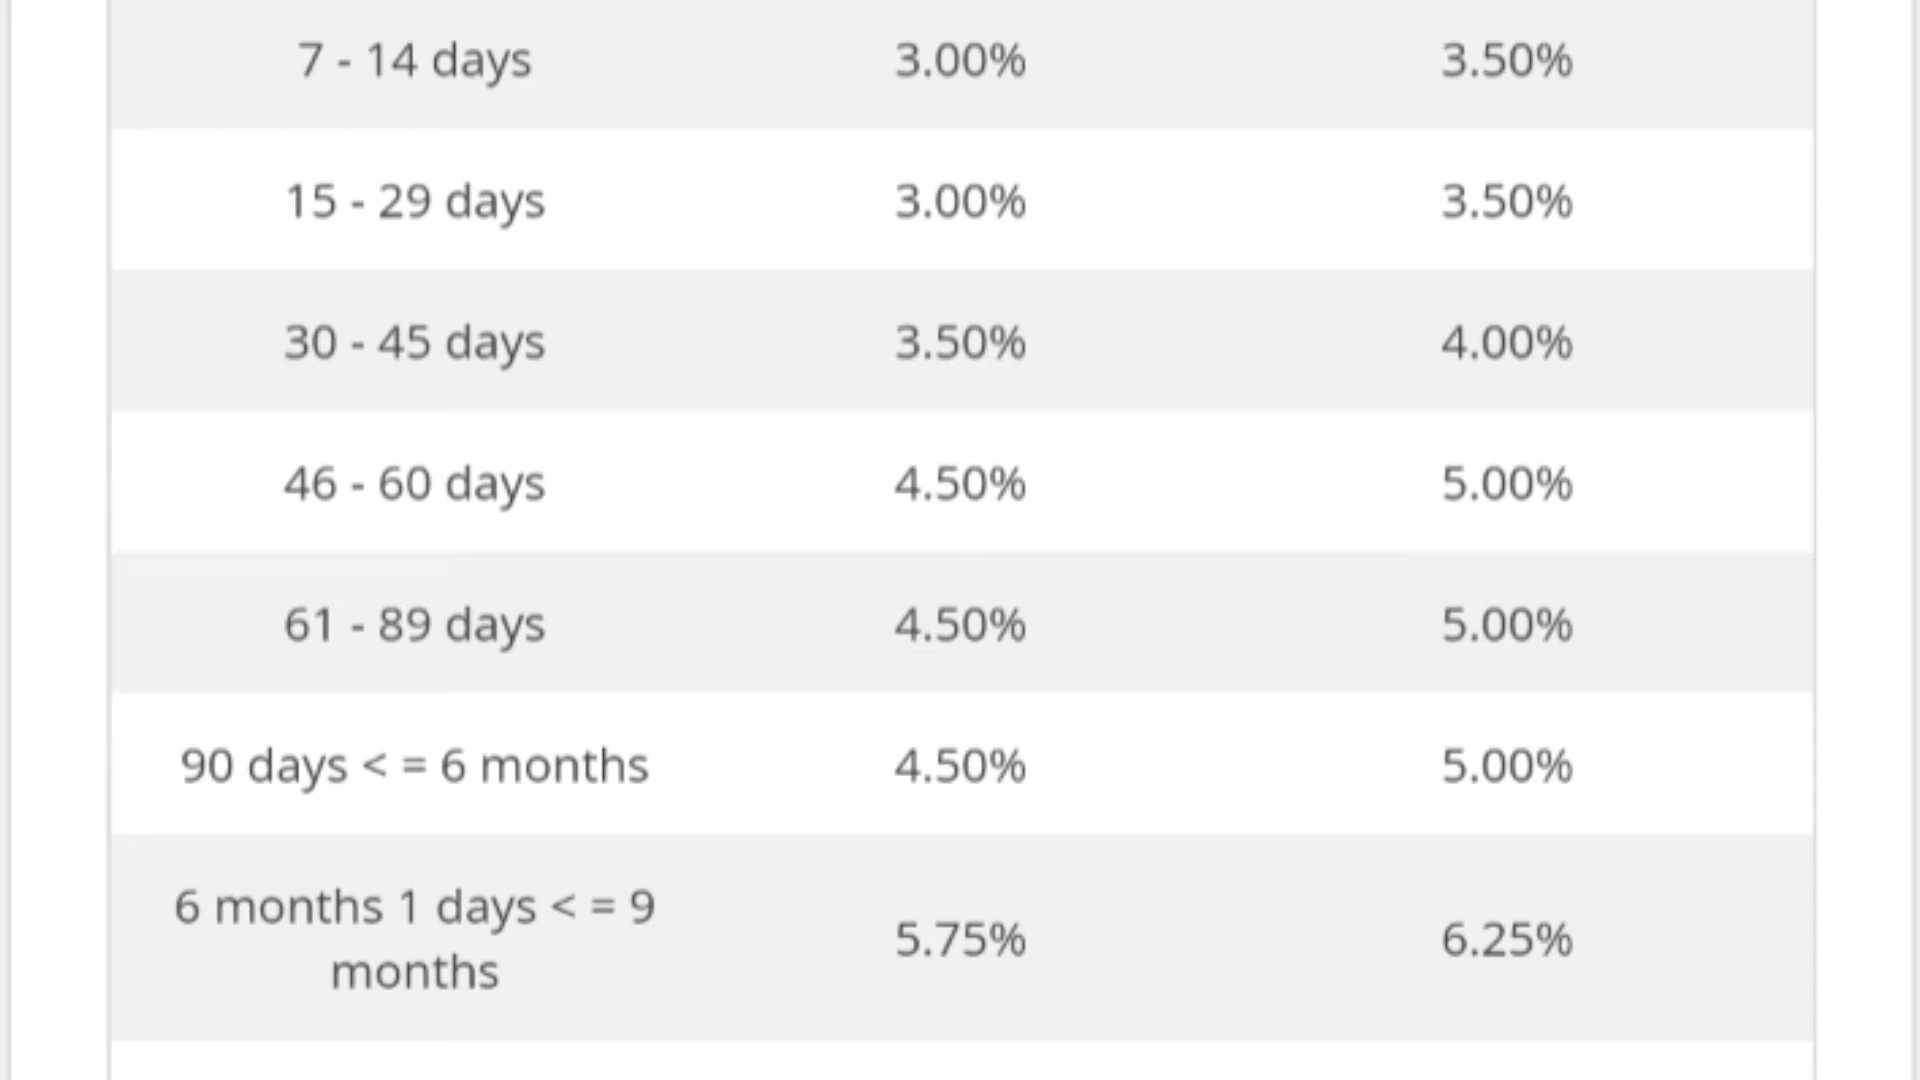 7 - 14 days 3.00% 3.50%
15 - 29 days 3.00% 3.50%
30 - 45 days 3.50% 4.00%
46 - 60 days 4.50% 5.00%
61 - 89 days 4.50% 5.00%
90 days < = 6 months 4.50% 5.00%
6 months 1 days < = 9
months 5.75% 6.25%